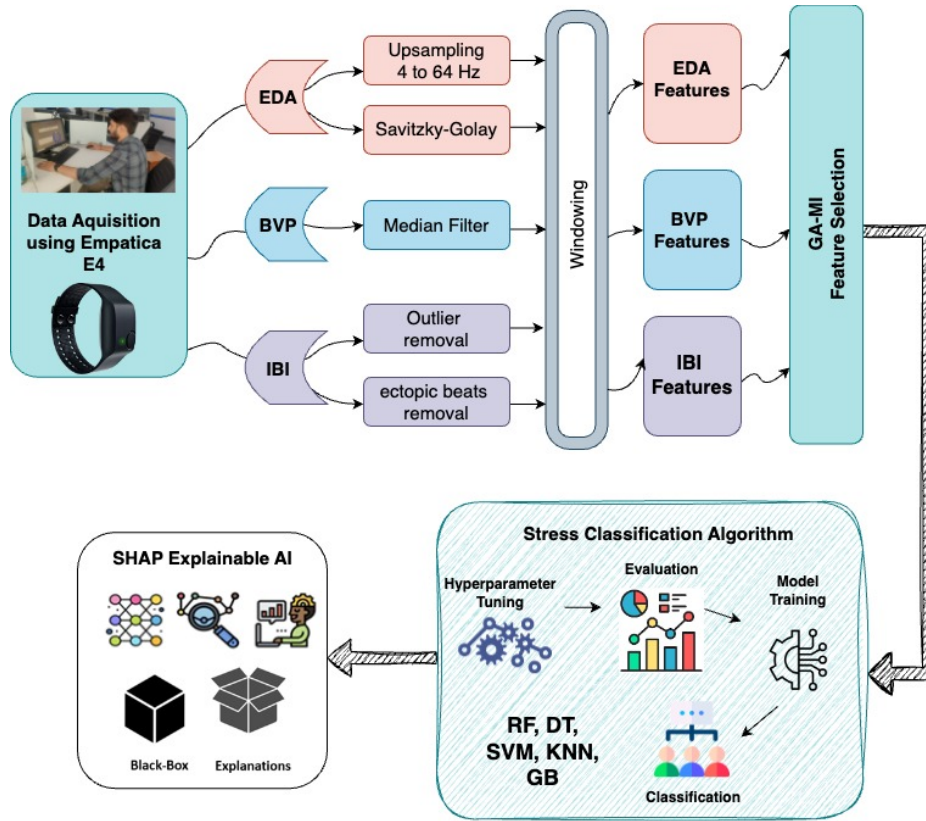 Data Aquisition
using Empatica
E4
EDA
BVP
IBI
Upsampling
4 to 64 Hz
Savitzky-Golay
Median Filter
Outlier
removal
ectopic beats
removal
Windowing
EDA
Features
BVP
Features
IBI
Features
GA-MI
Feature Selection
Stress Classification Algorithm
Hyperparameter
Tuning
Evaluation
Model
Training
RF, DT,
SVM, KNN,
GB
Classification
SHAP Explainable AI
Black-Box
Explanations